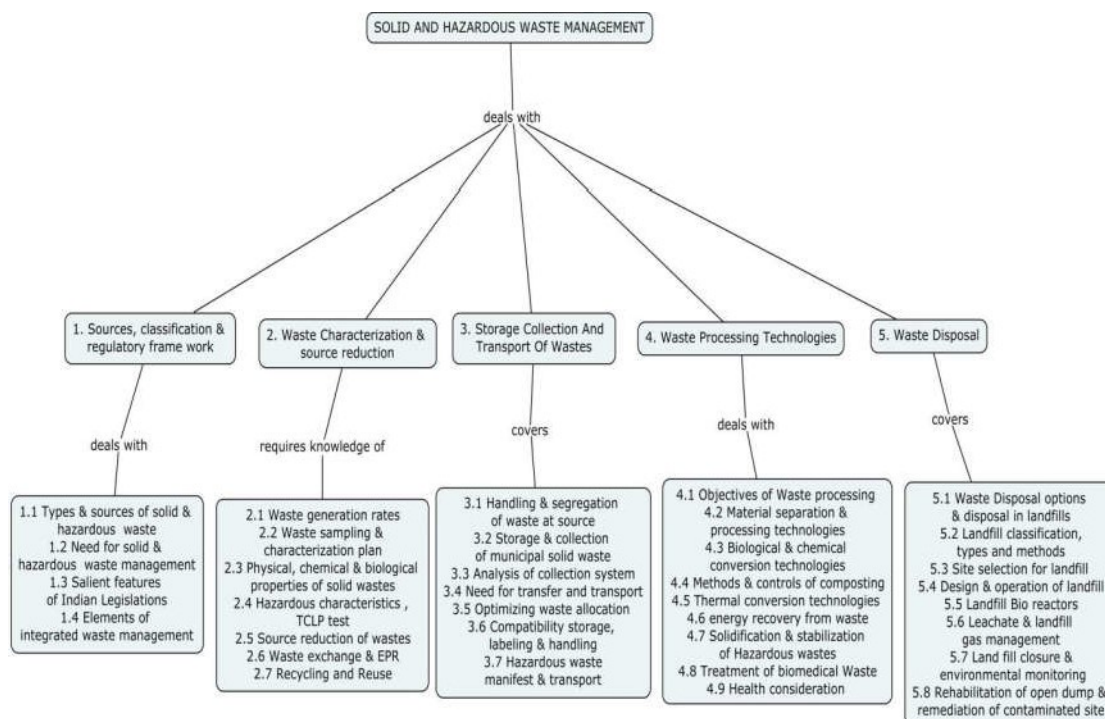 SOLID AND HAZARDOUS WASTE MANAGEMENT
deals with
1. Sources, classification &
regulatory frame work
2. Waste Characterization &
source reduction
3. Storage Collection And
Transport Of Wastes
4. Waste Processing Technologies
5. Waste Disposal
deals with
requires knowledge of
covers
deals with
covers
1.1 Types & sources of solid &
hazardous waste
1.2 Need for solid &
hazardous waste management
1.3 Salient features
of Indian Legislations
1.4 Elements of
integrated waste management
2.1 Waste generation rates
2.2 Waste sampling &
characterization plan
2.3 Physical, chemical & biological
properties of solid wastes
2.4 Hazardous characteristics ,
TCLP test
2.5 Source reduction of wastes
2.6 Waste exchange & EPR
2.7 Recycling and Reuse
3.1 Handling & segregation
of waste at source
3.2 Storage & collection
of municipal solid waste
3.3 Analysis of collection system
3.4 Need for transfer and transport
3.5 Optimizing waste allocation
3.6 Compatibility storage,
labeling & handling
3.7 Hazardous waste
manifest & transport
4.1 Objectives of Waste processing
4.2 Material separation &
processing technologies
4.3 Biological & chemical
conversion technologies
4.4 Methods & controls of composting
4.5 Thermal conversion technologies
4.6 energy recovery from waste
4.7 Solidification & stabilization
of Hazardous wastes
4.8 Treatment of biomedical Waste
4.9 Health consideration
5.1 Waste Disposal options
& disposal in landfills
5.2 Landfill classification,
types and methods
5.3 Site selection for landfill
5.4 Design & operation of landfill
5.5 Landfill Bio reactors
5.6 Leachate & landfill
gas management
5.7 Land fill closure &
environmental monitoring
5.8 Rehabilitation of open dump &
remediation of contaminated site